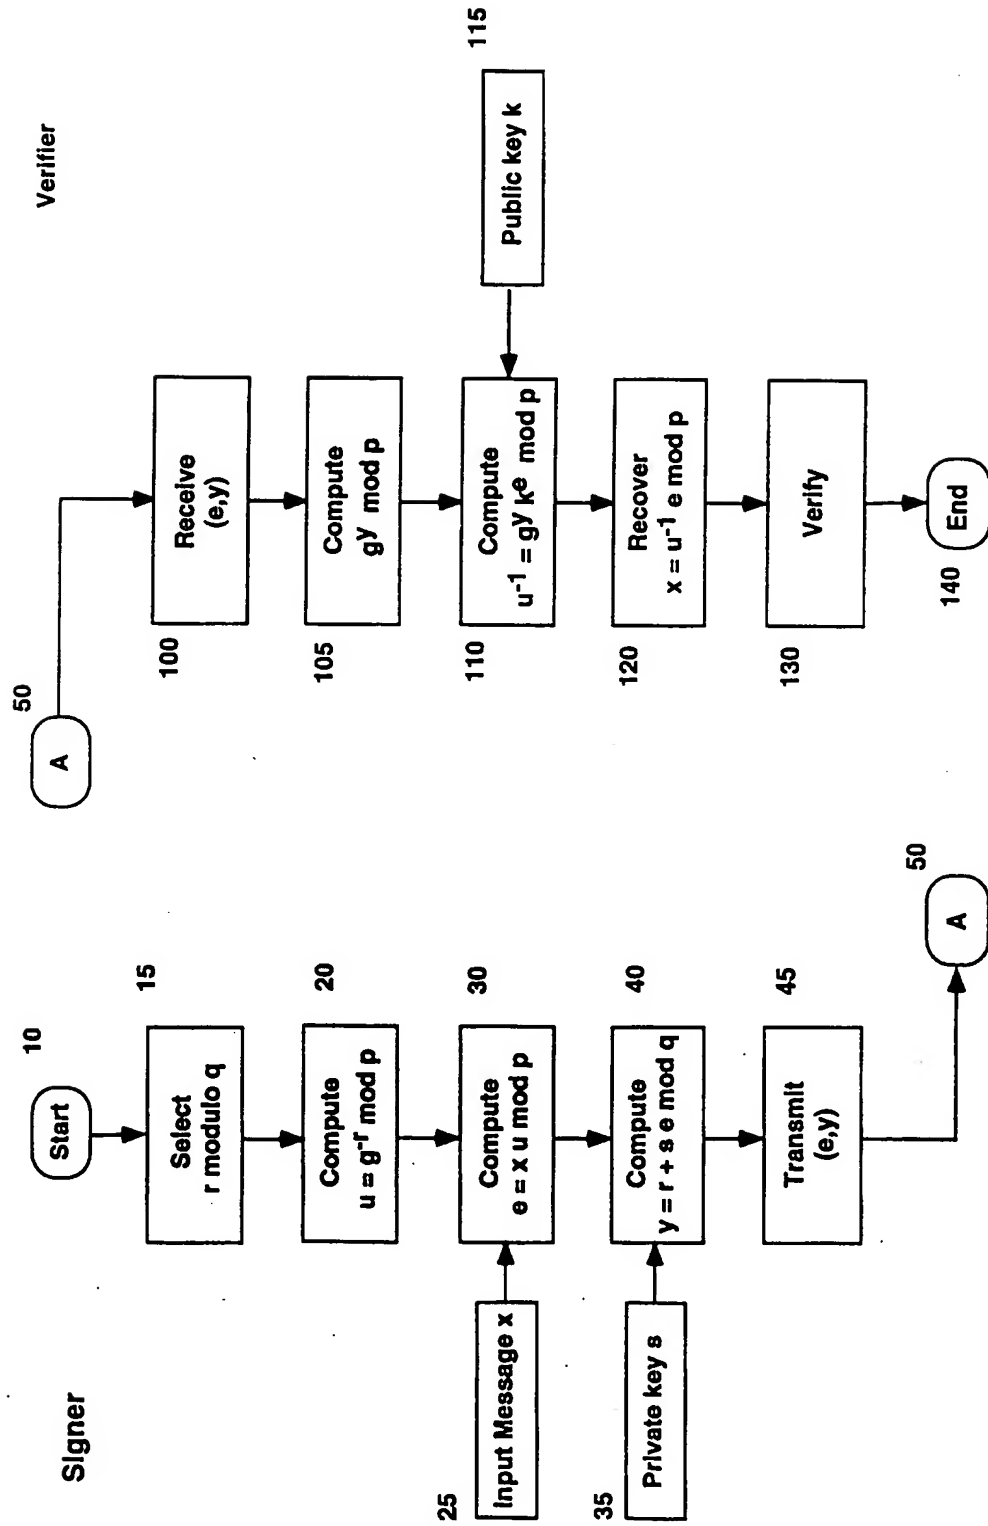 Signer
Start
10
Select
r modulo q
15
Compute
u = g^-r mod p
20
Input Message x
25
Compute
e = x u mod p
30
Private key s
35
Compute
y = r + s e mod q
40
Transmit
(e,y)
45
A
50
Verifier
A
50
Receive
(e,y)
100
Compute
g^y mod p
105
Compute
u^-1 = g^y k^e mod p
110
Public key k
115
Recover
x = u^-1 e mod p
120
Verify
130
End
140